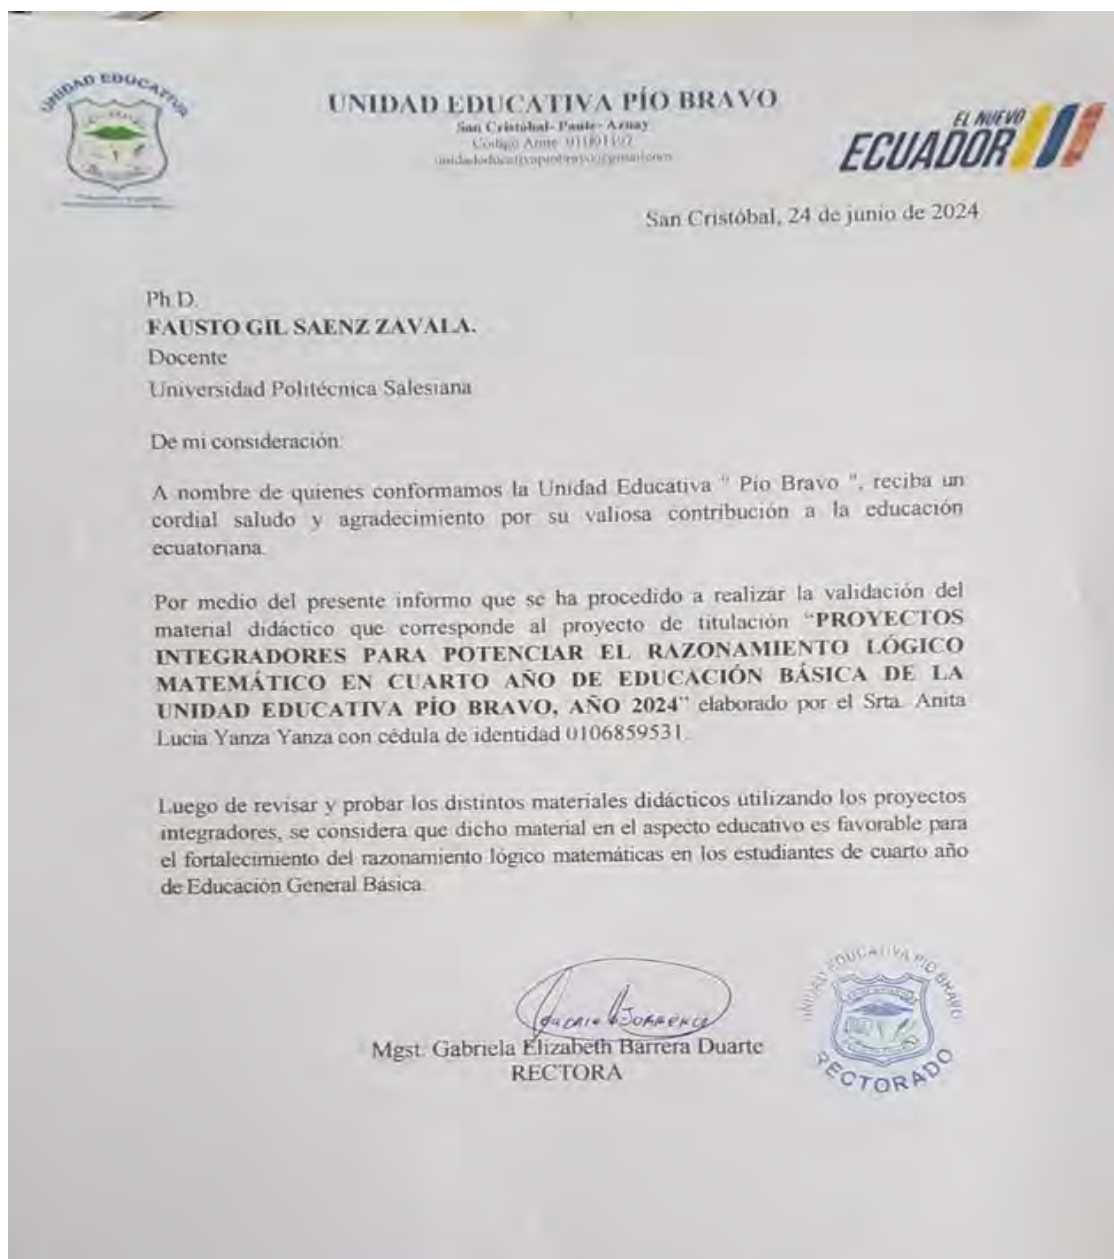 UNIDAD EDUCATIVA
UNIDAD EDUCATIVA PÍO BRAVO
San Cristóbal- Paute- Azuay
EL NUEVO
ECUADOR
San Cristóbal, 24 de junio de 2024
Ph.D.
FAUSTO GIL SAENZ ZAVALA.
Docente
Universidad Politécnica Salesiana
De mi consideración:
A nombre de quienes conformamos la Unidad Educativa " Pío Bravo ", reciba un
cordial saludo y agradecimiento por su valiosa contribución a la educación
ecuatoriana.
Por medio del presente informo que se ha procedido a realizar la validación del
material didáctico que corresponde al proyecto de titulación “PROYECTOS
INTEGRADORES PARA POTENCIAR EL RAZONAMIENTO LÓGICO
MATEMÁTICO EN CUARTO AÑO DE EDUCACIÓN BÁSICA DE LA
UNIDAD EDUCATIVA PÍO BRAVO, AÑO 2024” elaborado por el Srta. Anita
Lucia Yanza Yanza con cédula de identidad 0106859531.
Luego de revisar y probar los distintos materiales didácticos utilizando los proyectos
integradores, se considera que dicho material en el aspecto educativo es favorable para
el fortalecimiento del razonamiento lógico matemáticas en los estudiantes de cuarto año
de Educación General Básica.
Mgst. Gabriela Elizabeth Barrera Duarte
RECTORA
UNIDAD EDUCATIVA PÍO BRAVO
RECTORADO